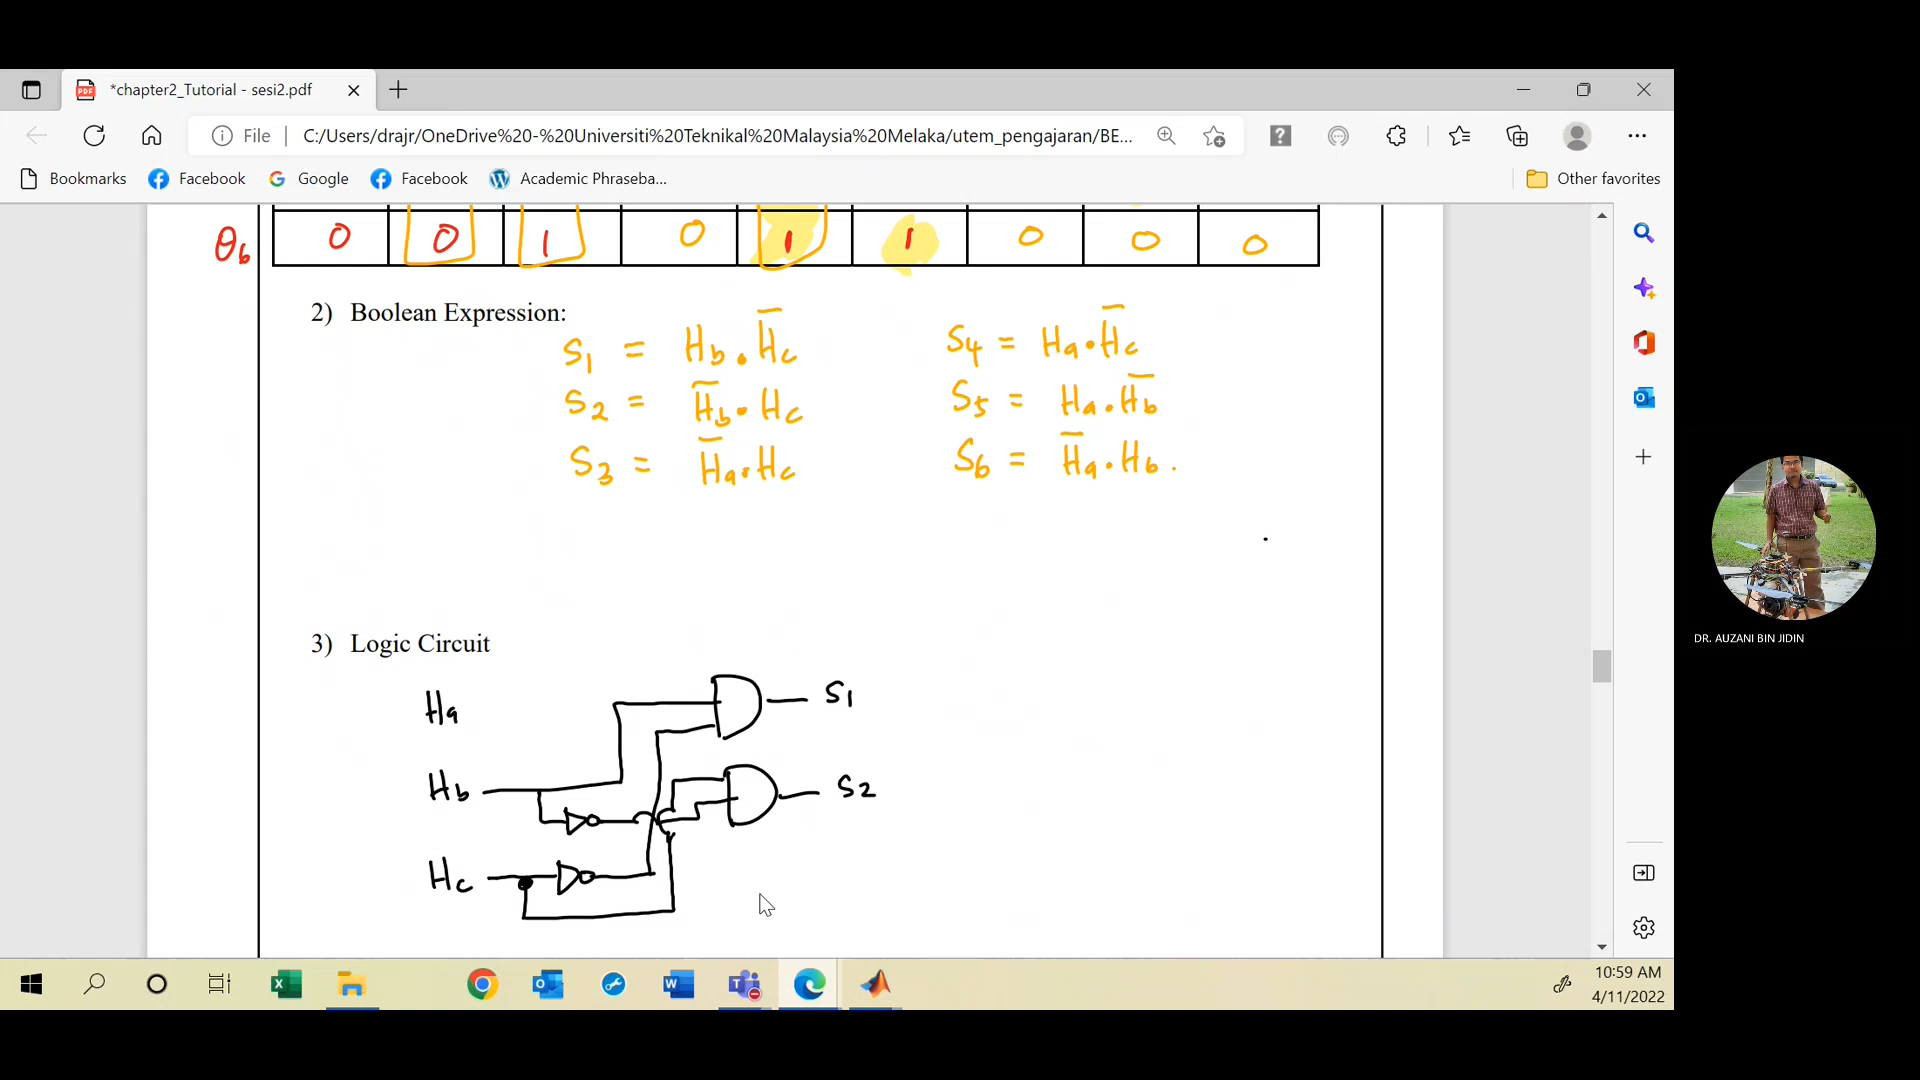 *chapter2_Tutorial - sesi2.pdf
File | C:/Users/drajr/OneDrive%20-%20Universiti%20Teknikal%20Malaysia%20Melaka/utem_pengajaran/BE...
Bookmarks Facebook Google Facebook Academic Phraseba... Other favorites
θ6 0 0 1 0 1 1 0 0 0
2) Boolean Expression:
S1 = Hb . H̅c
S2 = H̅b . Hc
S3 = H̅a . Hc
S4 = Ha . H̅c
S5 = Ha . H̅b
S6 = H̅a . Hb .
3) Logic Circuit
Ha
S1
Hb
S2
Hc
DR. AUZANI BIN JIDIN
10:59 AM
4/11/2022